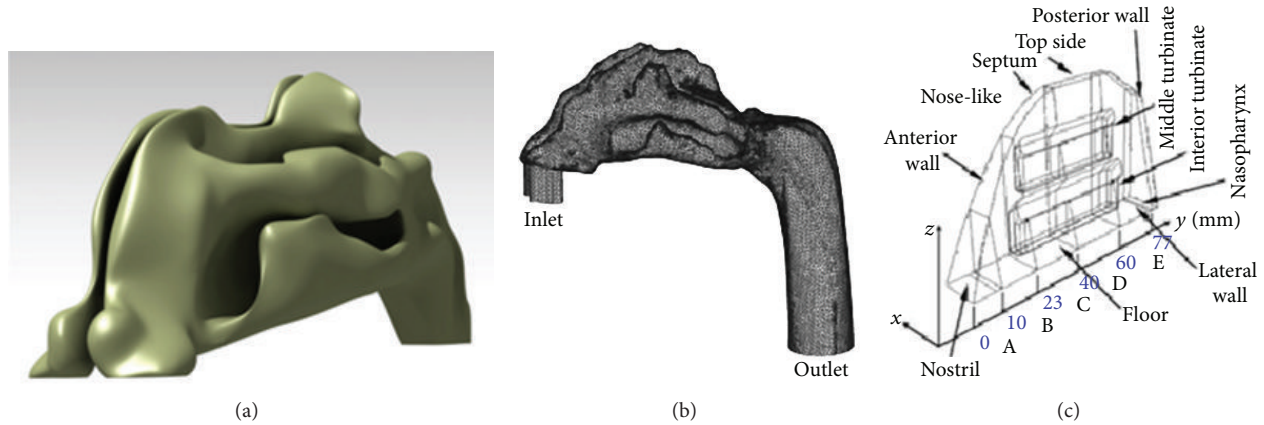 Inlet
Outlet
Posterior wall
Top side
Septum
Nose-like
Anterior
wall
Middle turbinate
Interior turbinate
Nasopharynx
z
y (mm)
x
77
60
E
40
D
23
C
10
B
0
A
Lateral
wall
Floor
Nostril
(a)
(b)
(c)